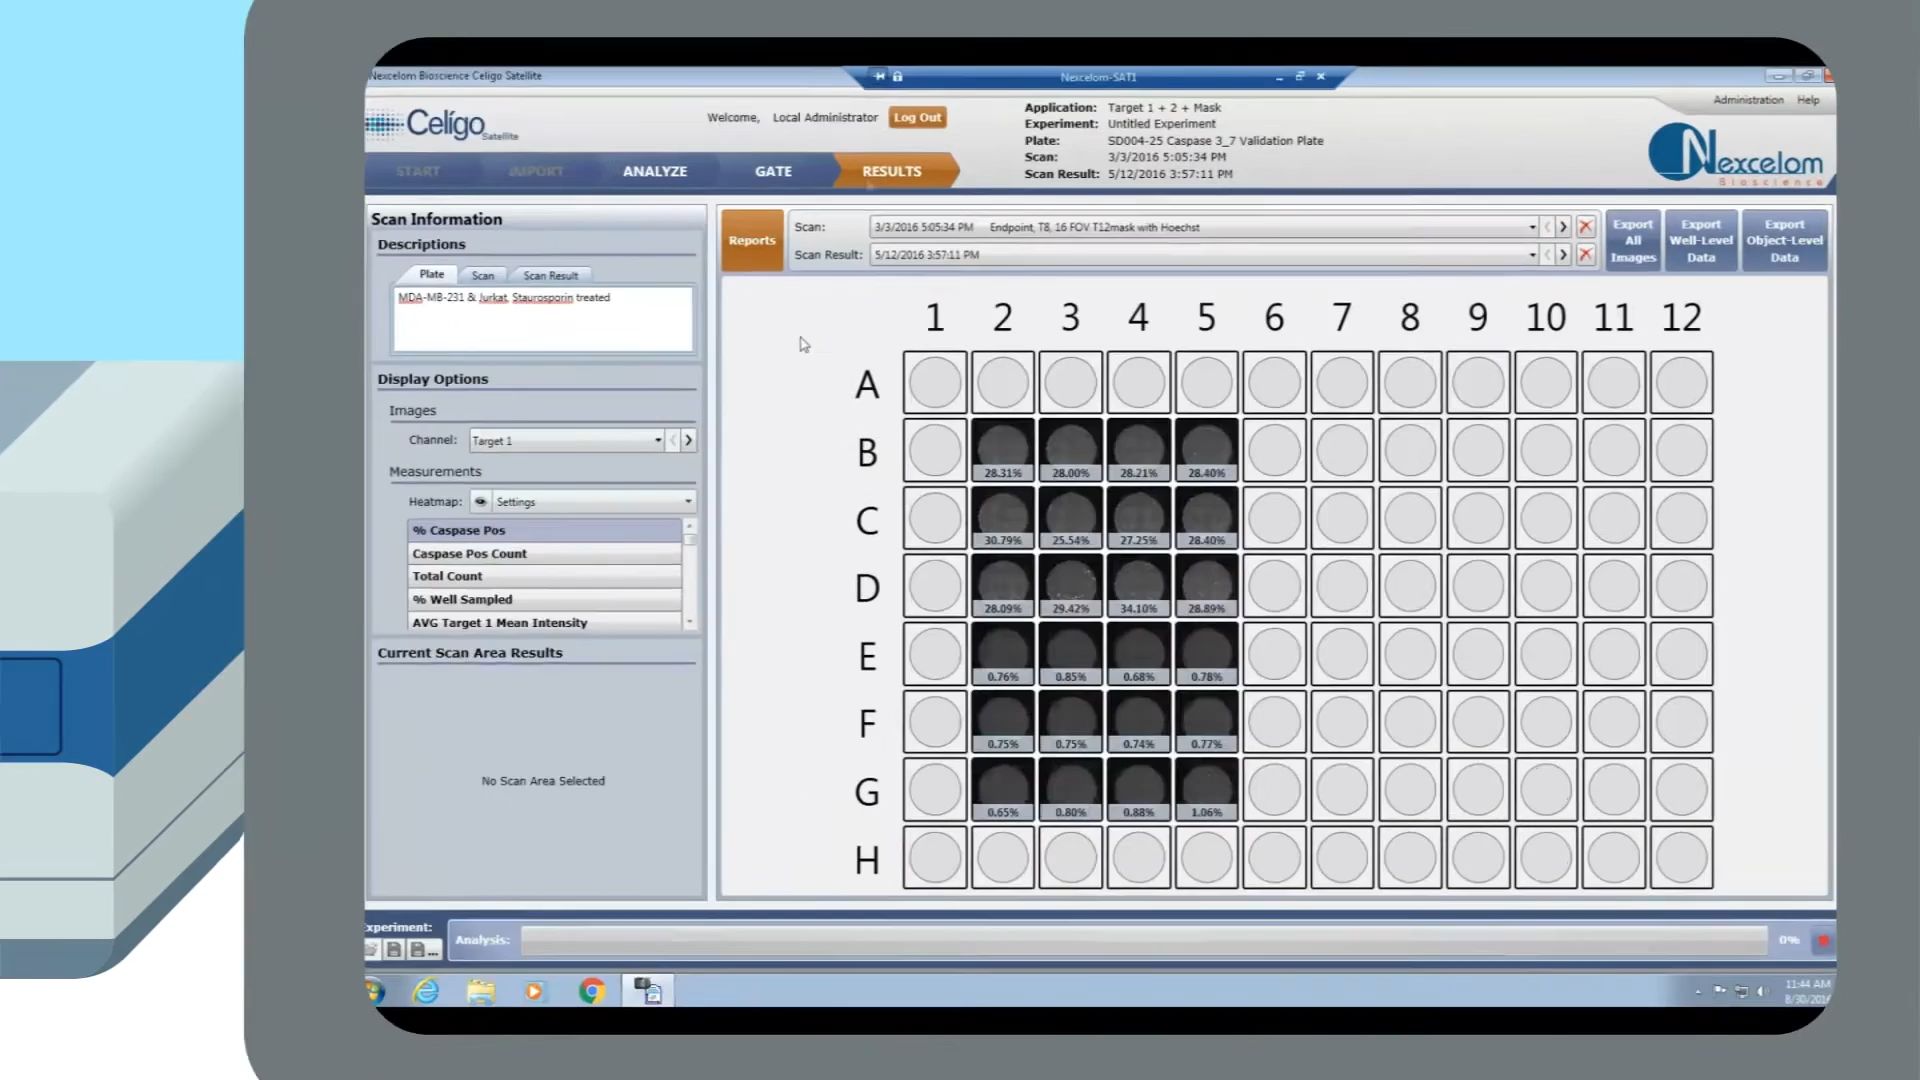 Nexcelom Bioscience Celigo Satellite
Nexcelom-SAT1
Administration Help
Celígo
Satellite
Welcome, Local Administrator Log Out
Application: Target 1 + 2 + Mask
Experiment: Untitled Experiment
Plate: SD004-25 Caspase 3_7 Validation Plate
Scan: 3/3/2016 5:05:34 PM
Scan Result: 5/12/2016 3:57:11 PM
Nexcelom
Bioscience
START IMPORT ANALYZE GATE RESULTS
Scan Information
Descriptions
Plate Scan Scan Result
MDA-MB-231 & Jurkat, Staurosporin treated
Display Options
Images
Channel: Target 1
Measurements
Heatmap: Settings
% Caspase Pos
Caspase Pos Count
Total Count
% Well Sampled
AVG Target 1 Mean Intensity
Current Scan Area Results
No Scan Area Selected
Reports
Scan: 3/3/2016 5:05:34 PM Endpoint, T8, 16 FOV T12mask with Hoechst
Scan Result: 5/12/2016 3:57:11 PM
Export All Images
Export Well-Level Data
Export Object-Level Data
1 2 3 4 5 6 7 8 9 10 11 12
A
B 28.31% 28.00% 28.21% 28.40%
C 30.79% 25.54% 27.25% 28.40%
D 28.09% 29.42% 34.10% 28.89%
E 0.76% 0.85% 0.68% 0.78%
F 0.75% 0.75% 0.74% 0.77%
G 0.65% 0.80% 0.88% 1.06%
H
xperiment:
Analysis: 0%
11:44 AM
8/30/2016